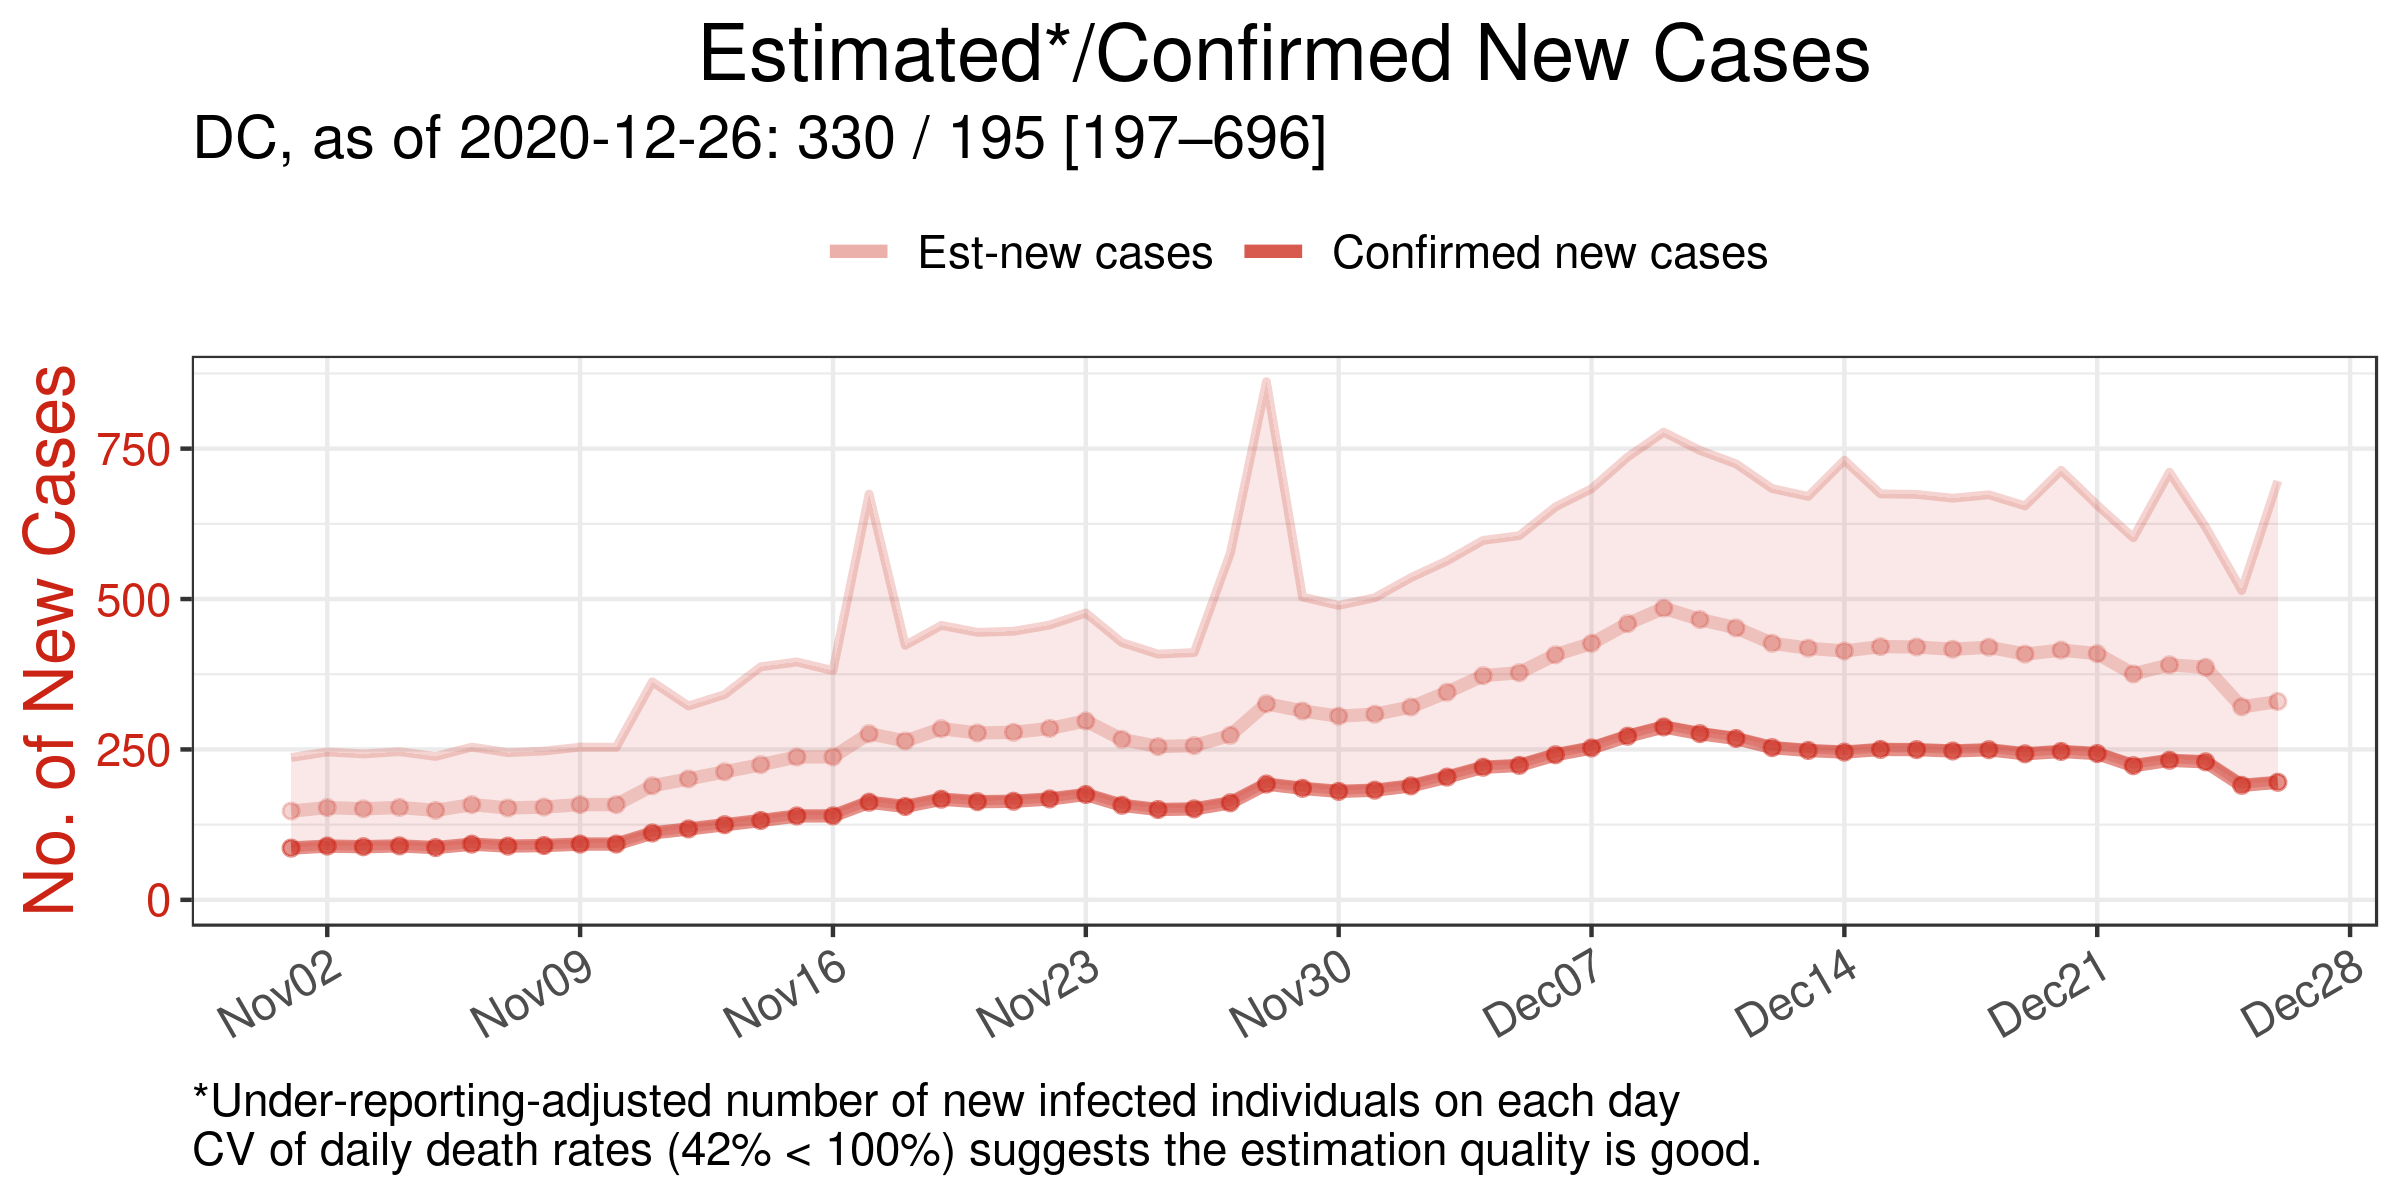 Estimated*/Confirmed New Cases
DC, as of 2020-12-26: 330 / 195 [197–696]
Est-new cases
Confirmed new cases
No. of New Cases
750
500
250
0
Nov02
Nov09
Nov16
Nov23
Nov30
Dec07
Dec14
Dec21
Dec28
*Under-reporting-adjusted number of new infected individuals on each day
CV of daily death rates (42% < 100%) suggests the estimation quality is good.